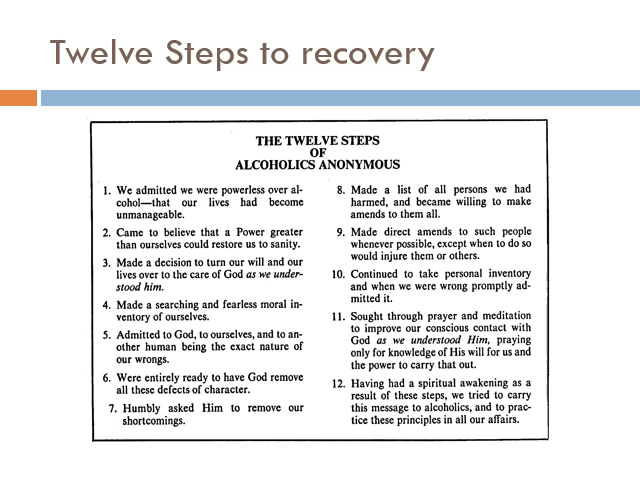 Twelve Steps to recovery
THE TWELVE STEPS
OF
ALCOHOLICS ANONYMOUS
1. We admitted we were powerless over al-
cohol—that our lives had become
unmanageable.
2. Came to believe that a Power greater
than ourselves could restore us to sanity.
3. Made a decision to turn our will and our
lives over to the care of God as we under-
stood him.
4. Made a searching and fearless moral in-
ventory of ourselves.
5. Admitted to God, to ourselves, and to an-
other human being the exact nature of
our wrongs.
6. Were entirely ready to have God remove
all these defects of character.
7. Humbly asked Him to remove our
shortcomings.
8. Made a list of all persons we had
harmed, and became willing to make
amends to them all.
9. Made direct amends to such people
whenever possible, except when to do so
would injure them or others.
10. Continued to take personal inventory
and when we were wrong promptly ad-
mitted it.
11. Sought through prayer and meditation
to improve our conscious contact with
God as we understood Him, praying
only for knowledge of His will for us and
the power to carry that out.
12. Having had a spiritual awakening as a
result of these steps, we tried to carry
this message to alcoholics, and to prac-
tice these principles in all our affairs.